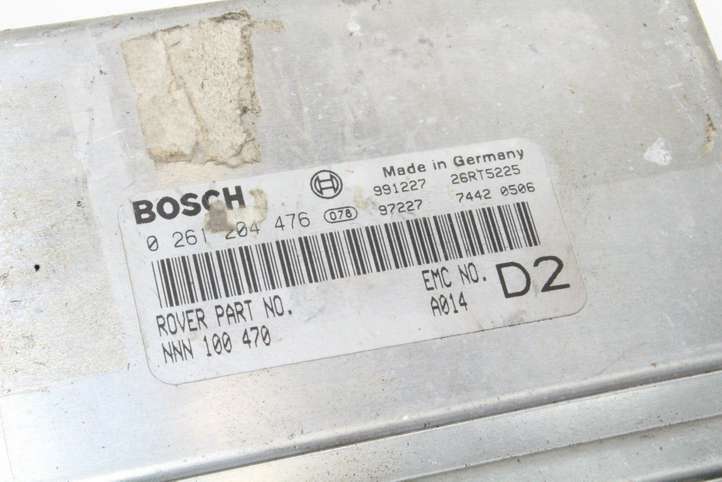 BOSCH Made in Germany
991227 26RT5225
0 261 204 476 078 97227 7442 0506
ROVER PART NO. EMC NO. D2
NNN 100 470 A014